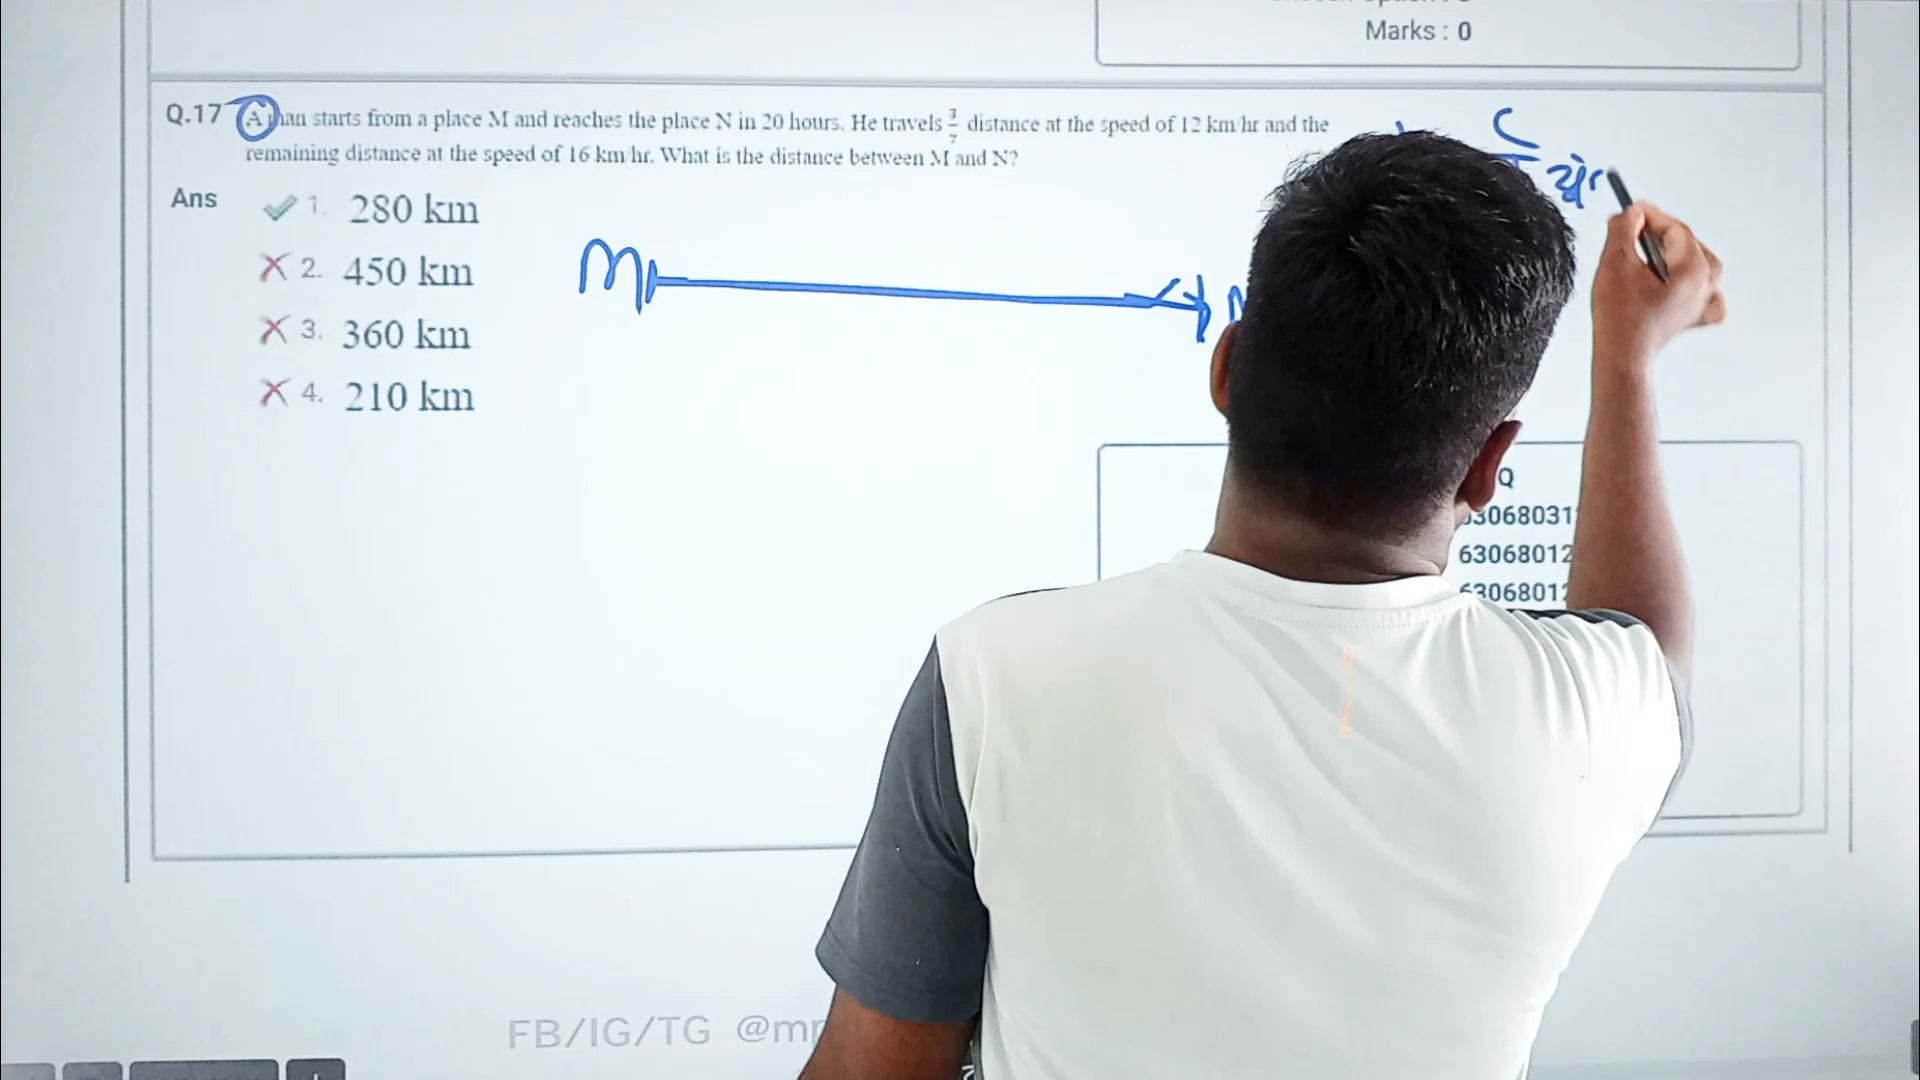 Marks : 0
Q.17 A man starts from a place M and reaches the place N in 20 hours. He travels 3/7 distance at the speed of 12 km/hr and the
remaining distance at the speed of 16 km/hr. What is the distance between M and N?
Ans
1. 280 km
2. 450 km
3. 360 km
4. 210 km
M
Q
63068012
FB/IG/TG